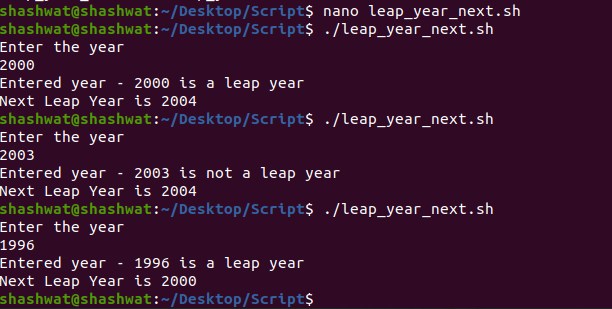 shashwat@shashwat:~/Desktop/Script$ nano leap_year_next.sh
shashwat@shashwat:~/Desktop/Script$ ./leap_year_next.sh
Enter the year
2000
Entered year - 2000 is a leap year
Next Leap Year is 2004
shashwat@shashwat:~/Desktop/Script$ ./leap_year_next.sh
Enter the year
2003
Entered year - 2003 is not a leap year
Next Leap Year is 2004
shashwat@shashwat:~/Desktop/Script$ ./leap_year_next.sh
Enter the year
1996
Entered year - 1996 is a leap year
Next Leap Year is 2000
shashwat@shashwat:~/Desktop/Script$